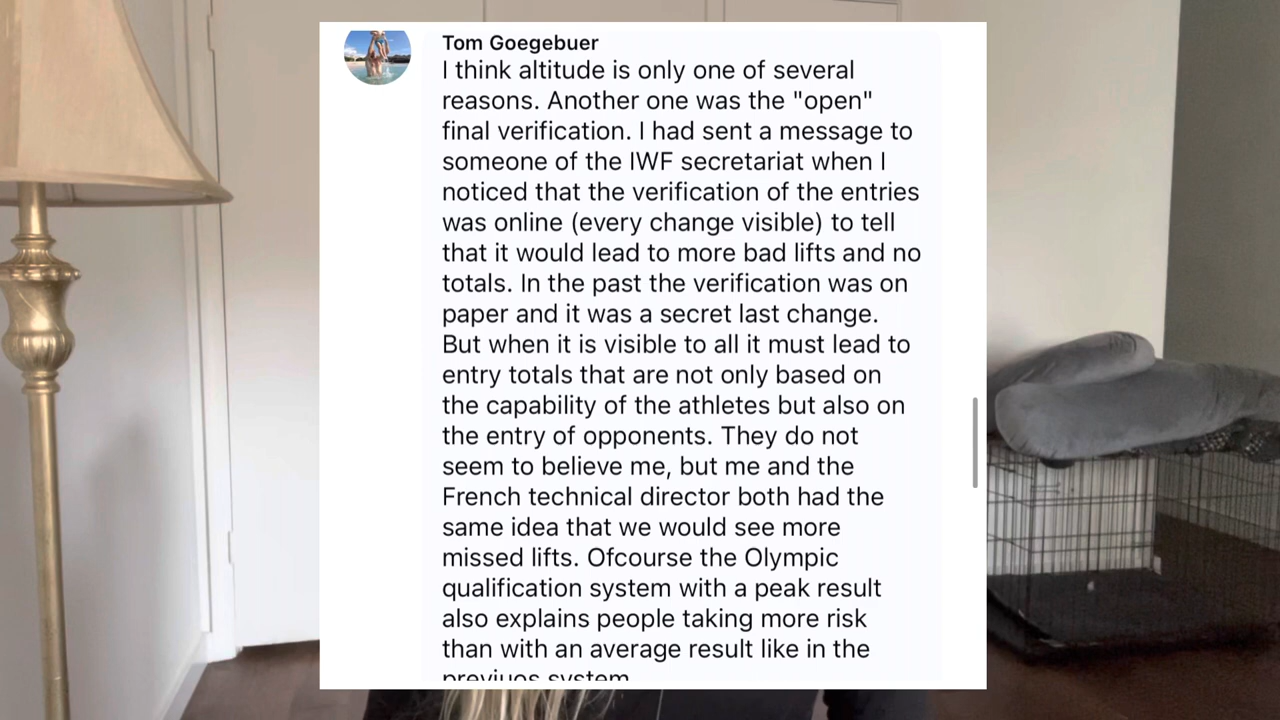 Tom Goegebuer
I think altitude is only one of several
reasons. Another one was the "open"
final verification. I had sent a message to
someone of the IWF secretariat when I
noticed that the verification of the entries
was online (every change visible) to tell
that it would lead to more bad lifts and no
totals. In the past the verification was on
paper and it was a secret last change.
But when it is visible to all it must lead to
entry totals that are not only based on
the capability of the athletes but also on
the entry of opponents. They do not
seem to believe me, but me and the
French technical director both had the
same idea that we would see more
missed lifts. Ofcourse the Olympic
qualification system with a peak result
also explains people taking more risk
than with an average result like in the
previuos system